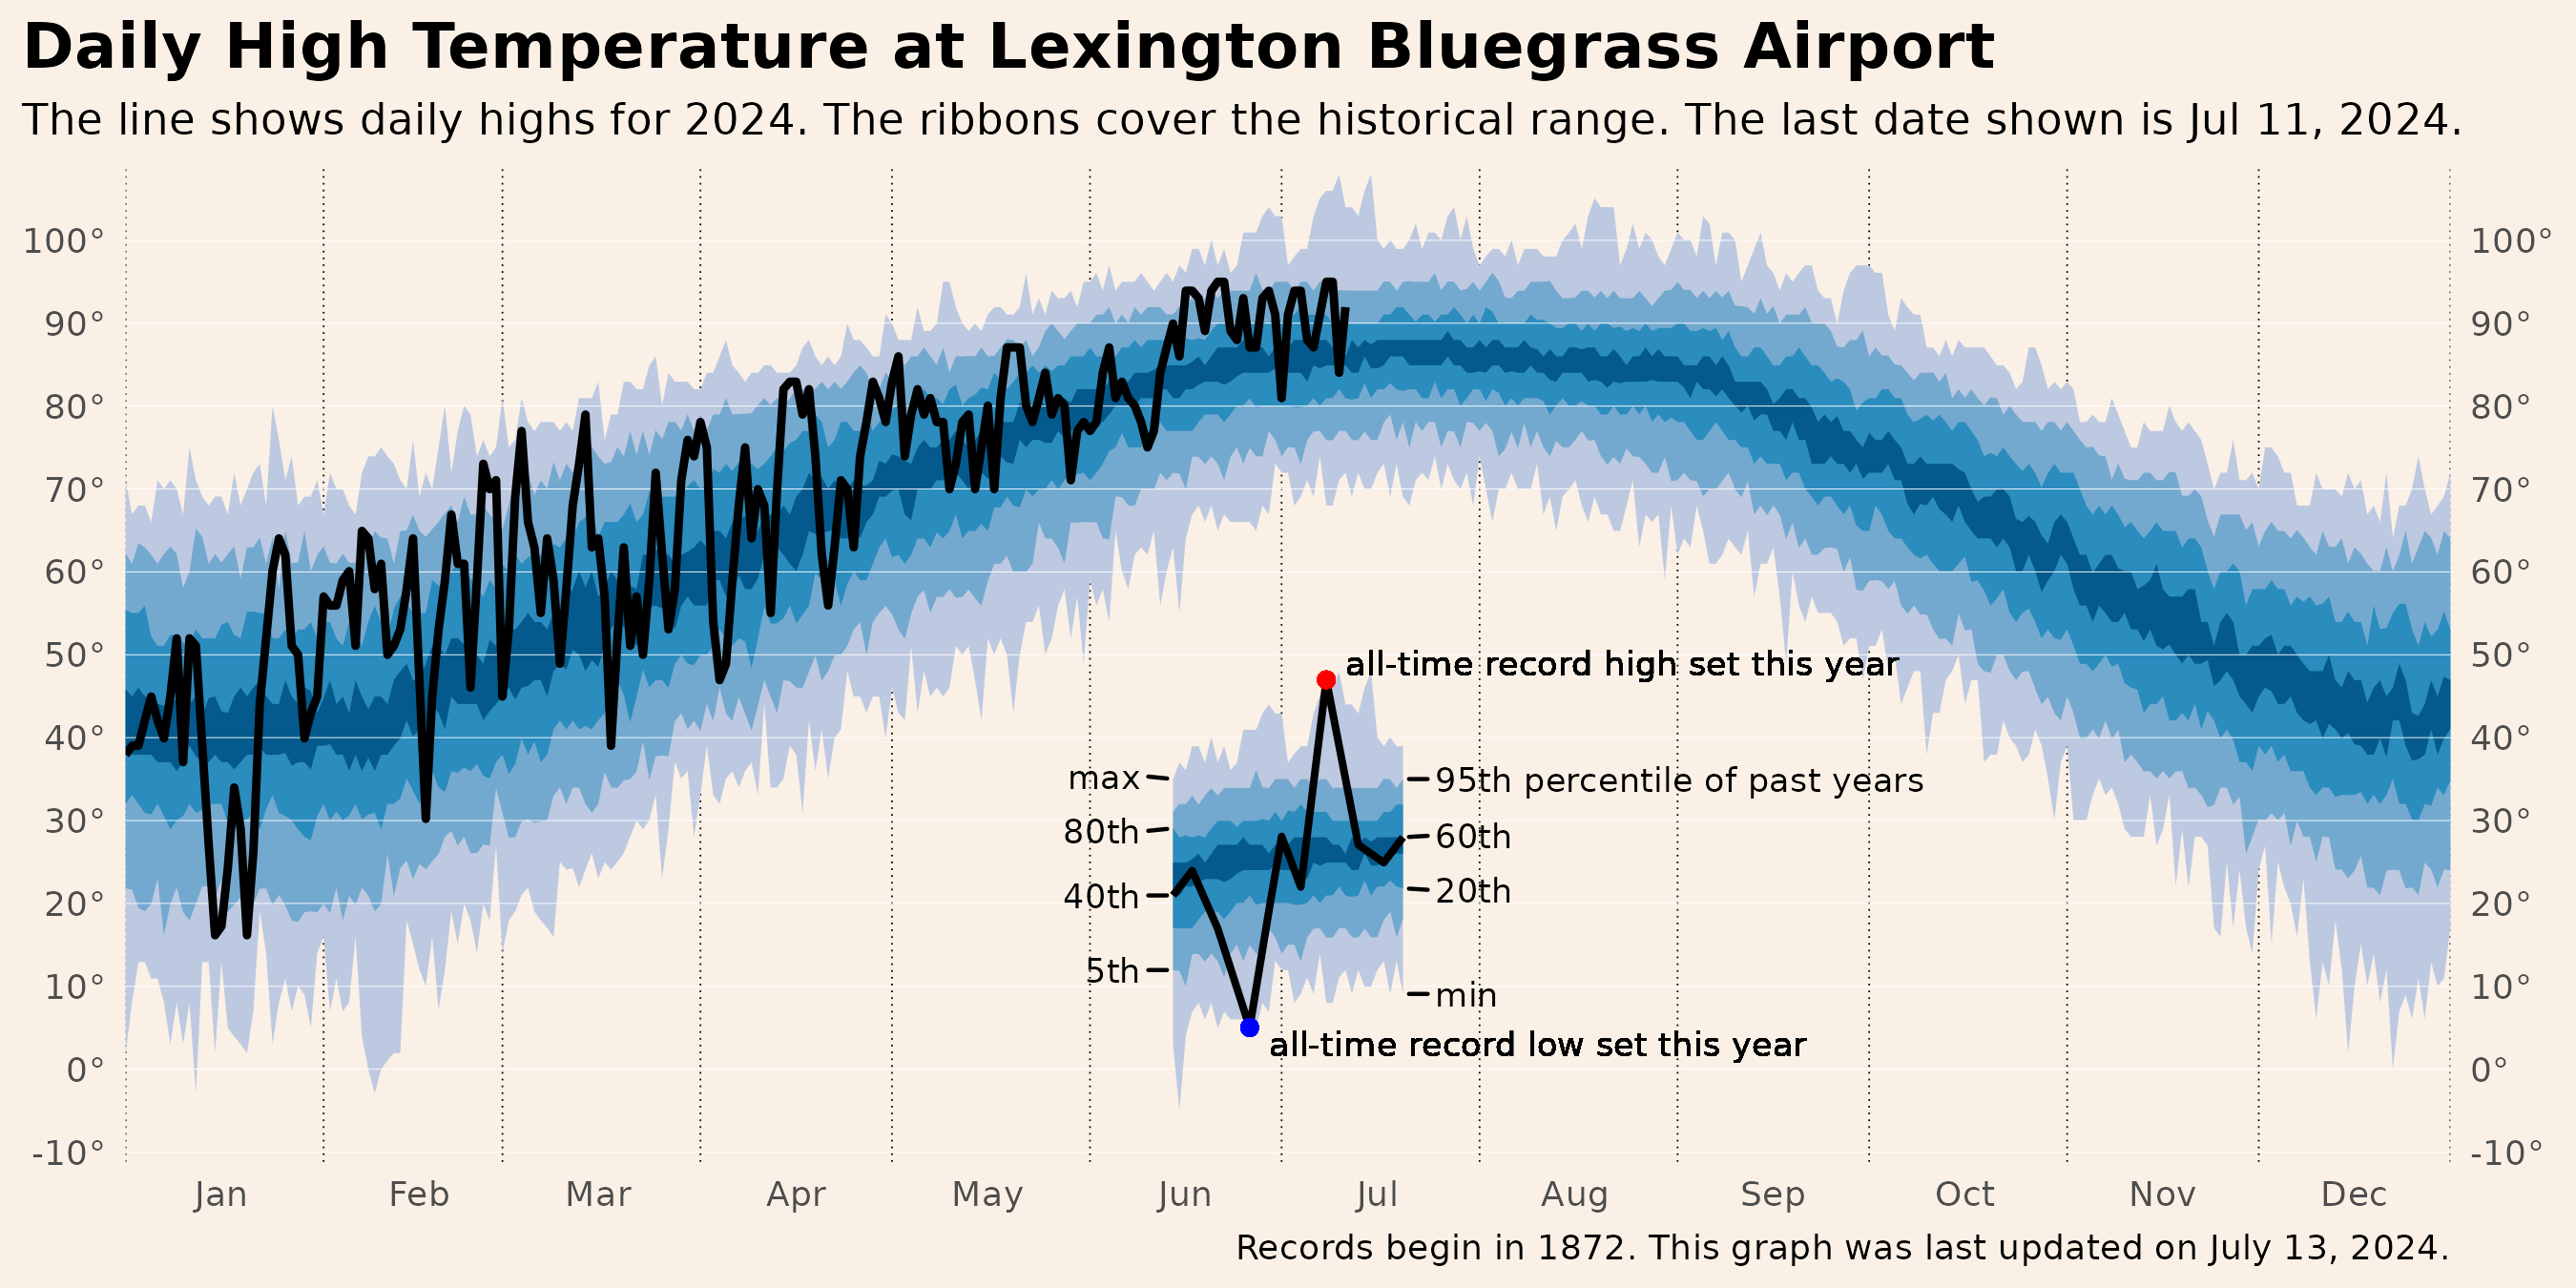 Daily High Temperature at Lexington Bluegrass Airport
The line shows daily highs for 2024. The ribbons cover the historical range. The last date shown is Jul 11, 2024.
100° 100°
90° 90°
80° 80°
70° 70°
60° 60°
50° 50°
40° 40°
30° 30°
20° 20°
10° 10°
0° 0°
-10° -10°
all-time record high set this year
max
95th percentile of past years
80th
60th
40th
20th
5th
min
all-time record low set this year
Jan Feb Mar Apr May Jun Jul Aug Sep Oct Nov Dec
Records begin in 1872. This graph was last updated on July 13, 2024.